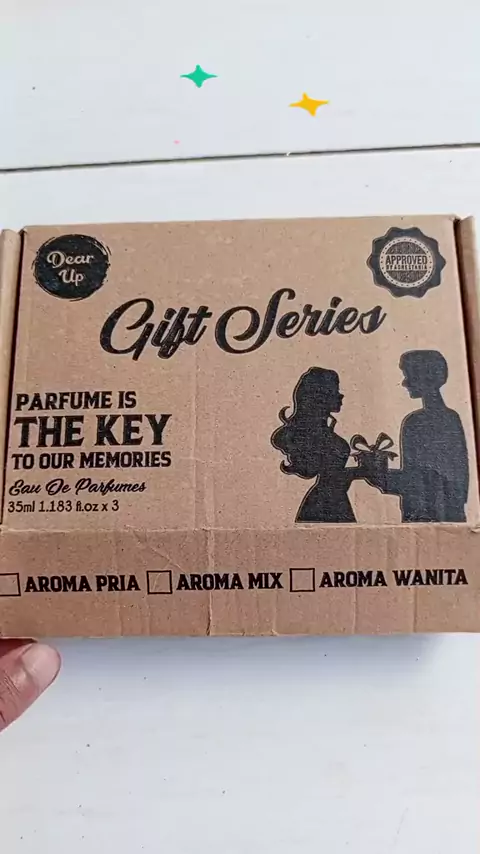 Dear
Up
APPROVED
Gift Series
PARFUME IS
THE KEY
TO OUR MEMORIES
Eau De Parfumes
35ml 1.183 fl.oz x 3
AROMA PRIA
AROMA MIX
AROMA WANITA